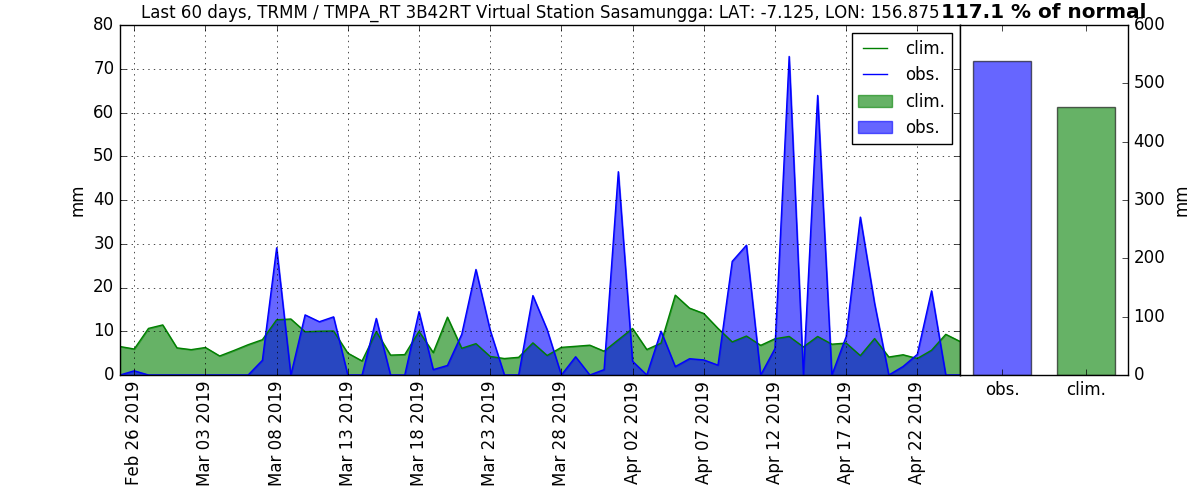 Last 60 days, TRMM / TMPA_RT 3B42RT Virtual Station Sasamungga: LAT: -7.125, LON: 156.875
117.1 % of normal
80
70
60
50
40
30
20
10
0
mm
clim.
obs.
clim.
obs.
600
500
400
300
200
100
0
mm
obs.
clim.
Feb 26 2019
Mar 03 2019
Mar 08 2019
Mar 13 2019
Mar 18 2019
Mar 23 2019
Mar 28 2019
Apr 02 2019
Apr 07 2019
Apr 12 2019
Apr 17 2019
Apr 22 2019